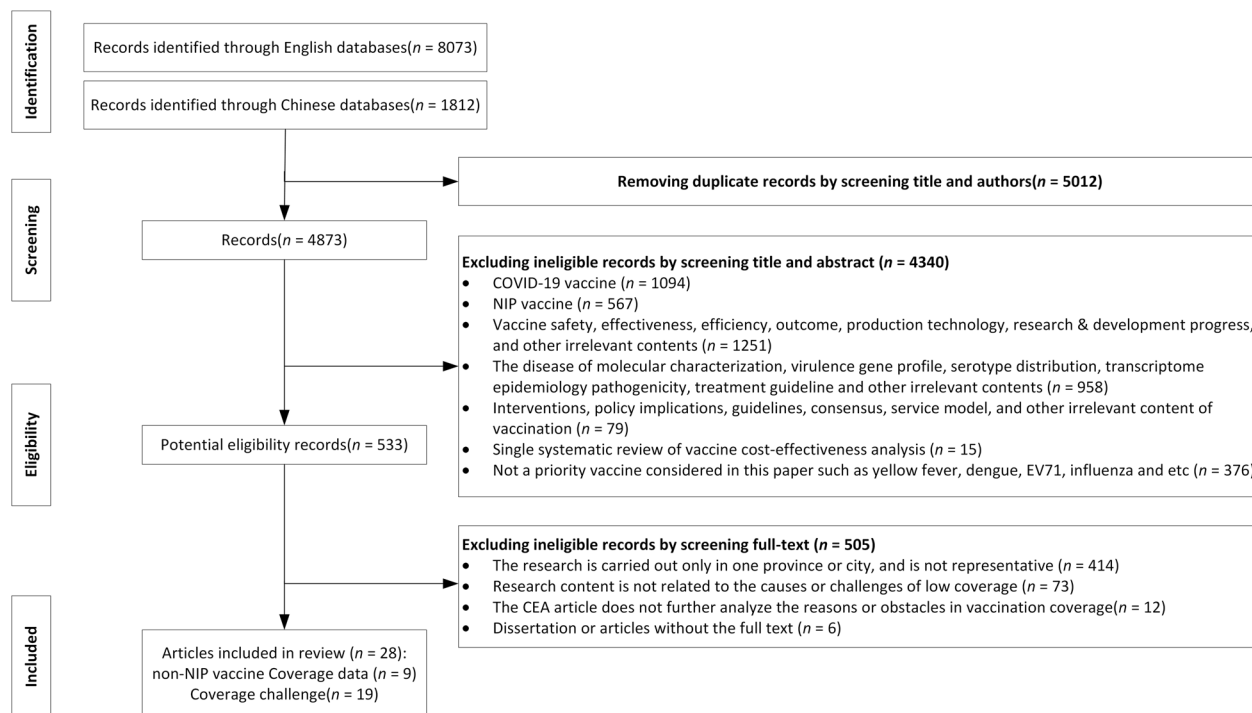 Identification
Records identified through English databases(n = 8073)
Records identified through Chinese databases(n = 1812)
Screening
Removing duplicate records by screening title and authors(n = 5012)
Records(n = 4873)
Excluding ineligible records by screening title and abstract (n = 4340)
● COVID-19 vaccine (n = 1094)
● NIP vaccine (n = 567)
● Vaccine safety, effectiveness, efficiency, outcome, production technology, research & development progress,
and other irrelevant contents (n = 1251)
● The disease of molecular characterization, virulence gene profile, serotype distribution, transcriptome
epidemiology pathogenicity, treatment guideline and other irrelevant contents (n = 958)
● Interventions, policy implications, guidelines, consensus, service model, and other irrelevant content of
vaccination (n = 79)
● Single systematic review of vaccine cost-effectiveness analysis (n = 15)
● Not a priority vaccine considered in this paper such as yellow fever, dengue, EV71, influenza and etc (n = 376)
Eligibility
Potential eligibility records(n = 533)
Excluding ineligible records by screening full-text (n = 505)
● The research is carried out only in one province or city, and is not representative (n = 414)
● Research content is not related to the causes or challenges of low coverage (n = 73)
● The CEA article does not further analyze the reasons or obstacles in vaccination coverage(n = 12)
● Dissertation or articles without the full text (n = 6)
Included
Articles included in review (n = 28):
non-NIP vaccine Coverage data (n = 9)
Coverage challenge(n = 19)